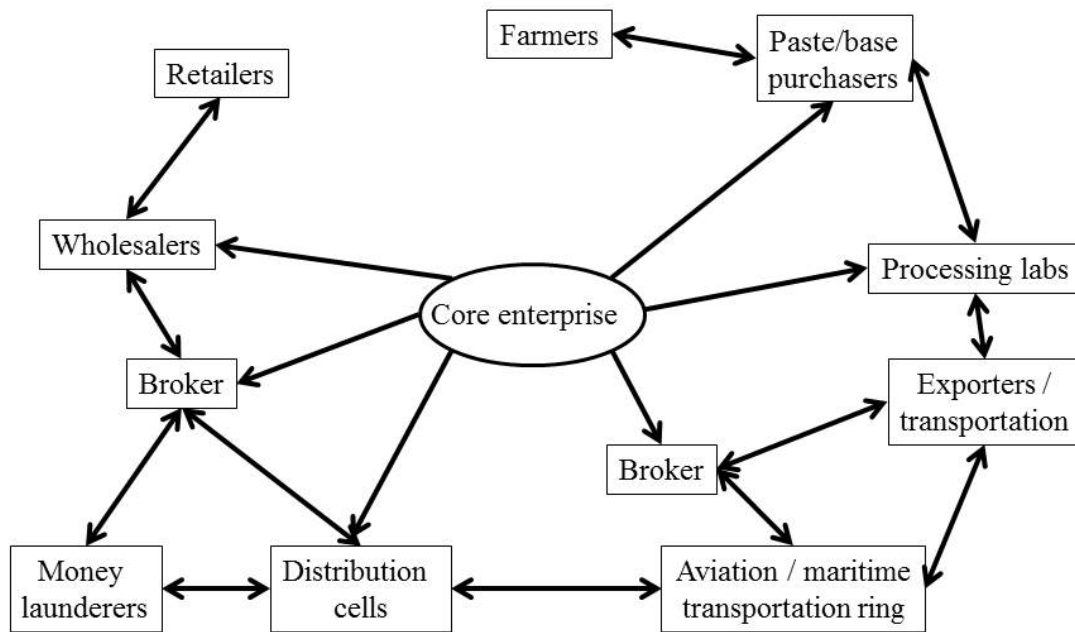 Farmers
Paste/base
purchasers
Retailers
Wholesalers
Processing labs
Core enterprise
Broker
Exporters /
transportation
Broker
Money
launderers
Distribution
cells
Aviation / maritime
transportation ring